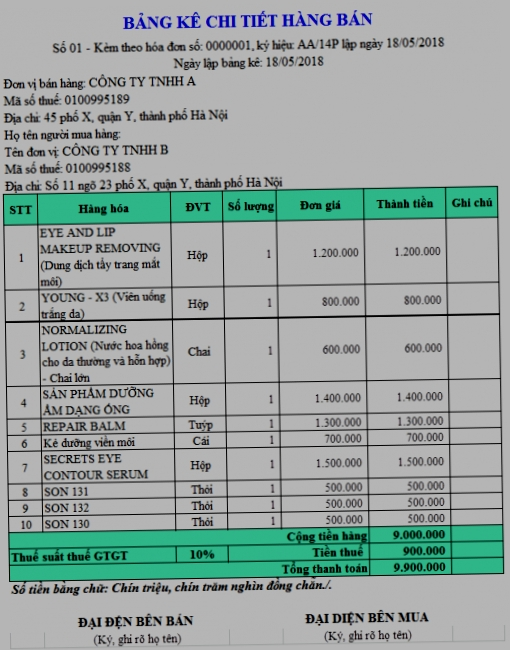 BẢNG KÊ CHI TIẾT HÀNG BÁN
Số 01 - Kèm theo hóa đơn số: 0000001, ký hiệu: AA/14P lập ngày 18/05/2018
Ngày lập bảng kê: 18/05/2018
Đơn vị bán hàng: CÔNG TY TNHH A
Mã số thuế: 0100995189
Địa chỉ: 45 phố X, quận Y, thành phố Hà Nội
Họ tên người mua hàng:
Tên đơn vị: CÔNG TY TNHH B
Mã số thuế: 0100995188
Địa chỉ: Số 11 ngõ 23 phố X, quận Y, thành phố Hà Nội
STT Hàng hóa ĐVT Số lượng Đơn giá Thành tiền Ghi chú
EYE AND LIP
MAKEUP REMOVING
1 (Dung dịch tẩy trang mắt Hộp 1 1.200.000 1.200.000
môi)
2 YOUNG - X3 (Viên uống Hộp 1 800.000 800.000
trắng da)
NORMALIZING
LOTION (Nước hoa hồng
3 cho da thường và hỗn hợp) Chai 1 600.000 600.000
- Chai lớn
4 SẢN PHẨM DƯỠNG Hộp 1 1.400.000 1.400.000
ẨM DẠNG ỐNG
5 REPAIR BALM Tuýp 1 1.300.000 1.300.000
6 Kẻ dưỡng viền môi Cái 1 700.000 700.000
7 SECRETS EYE Hộp 1 1.500.000 1.500.000
CONTOUR SERUM
8 SON 131 Thỏi 1 500.000 500.000
9 SON 132 Thỏi 1 500.000 500.000
10 SON 130 Thỏi 1 500.000 500.000
Cộng tiền hàng 9.000.000
Thuế suất thuế GTGT 10% Tiền thuế 900.000
Tổng thanh toán 9.900.000
Số tiền bằng chữ: Chín triệu, chín trăm nghìn đồng chẵn./.
ĐẠI ĐỆN BÊN BÁN ĐẠI DIỆN BÊN MUA
(Ký, ghi rõ họ tên) (Ký, ghi rõ họ tên)